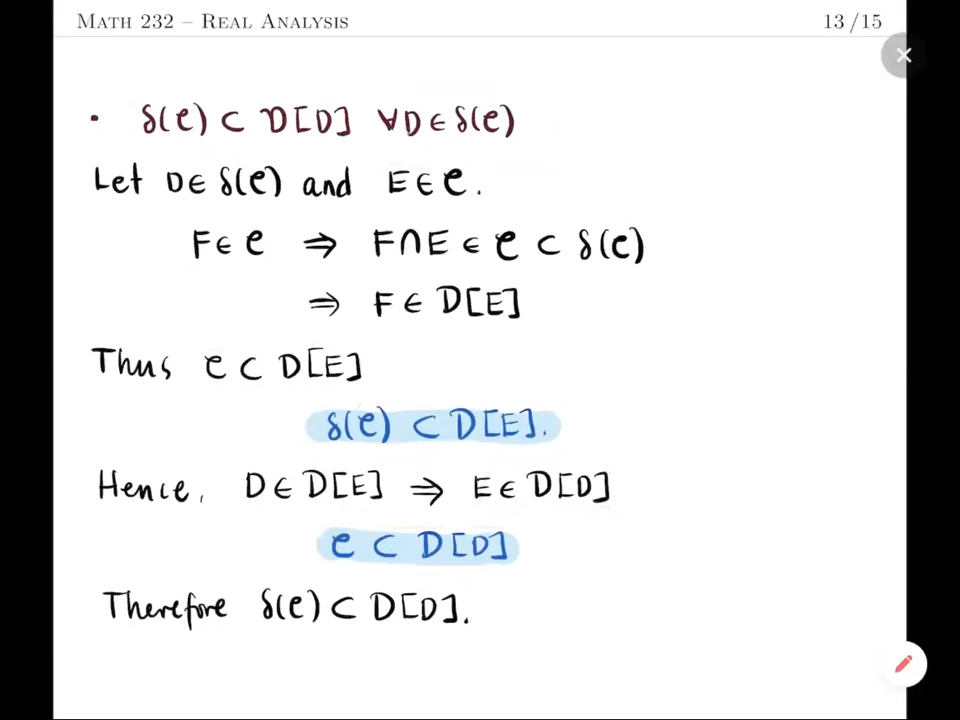 MATH 232 – REAL ANALYSIS 13/15
• δ(𝒞) ⊂ 𝒟[D] ∀D ∈ δ(𝒞)
Let D ∈ δ(𝒞) and E ∈ 𝒞.
F ∈ 𝒞 ⇒ F ∩ E ∈ 𝒞 ⊂ δ(𝒞)
⇒ F ∈ 𝒟[E]
Thus 𝒞 ⊂ 𝒟[E]
δ(𝒞) ⊂ 𝒟[E].
Hence, D ∈ 𝒟[E] ⇒ E ∈ 𝒟[D]
𝒞 ⊂ 𝒟[D]
Therefore δ(𝒞) ⊂ 𝒟[D].